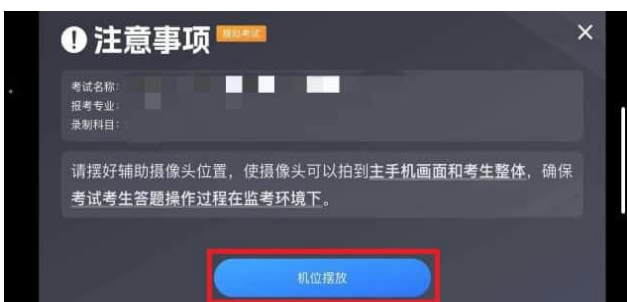 注意事项 模拟考试
考试名称:
报考专业:
录制科目:
请摆好辅助摄像头位置，使摄像头可以拍到主手机画面和考生整体，确保
考试考生答题操作过程在监考环境下。
机位摆放